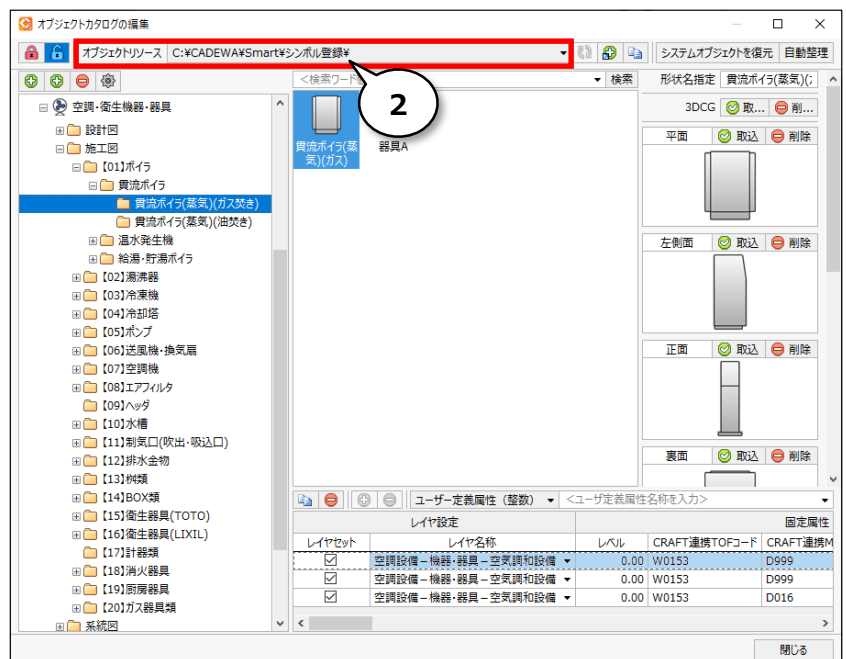 オブジェクトカタログの編集
オブジェクトリソース C:¥CADEWA¥Smart¥シンボル登録¥
システムオブジェクトを復元 自動整理
<検索ワードを
検索
形状名指定 貫流ボイラ(蒸気)(;
2
空調・衛生機器・器具
設計図
施工図
【01】ボイラ
貫流ボイラ
貫流ボイラ(蒸気)(ガス焚き)
貫流ボイラ(蒸気)(油焚き)
温水発生機
給湯・貯湯ボイラ
【02】湯沸器
【03】冷凍機
【04】冷却塔
【05】ポンプ
【06】送風機・換気扇
【07】空調機
【08】エアフィルタ
【09】ヘッダ
【10】水槽
【11】制気口(吹出・吸込口)
【12】排水金物
【13】桝類
【14】BOX類
【15】衛生器具(TOTO)
【16】衛生器具(LIXIL)
【17】計器類
【18】消火器具
【19】厨房器具
【20】ガス器具類
系統図
貫流ボイラ(蒸
気)(ガス)
器具A
3DCG 取... 削...
平面 取込 削除
左側面 取込 削除
正面 取込 削除
裏面 取込 削除
ユーザー定義属性（整数） <ユーザ定義属性名称を入力>
レイヤ設定 固定属性
レイヤセット レイヤ名称 レベル CRAFT連携TOFコード CRAFT連携M
空調設備－機器・器具－空気調和設備 0.00 W0153 D999
空調設備－機器・器具－空気調和設備 0.00 W0153 D999
空調設備－機器・器具－空気調和設備 0.00 W0153 D016
閉じる